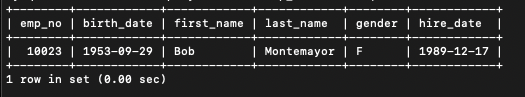 +--------+------------+------------+------------+--------+------------+
| emp_no | birth_date | first_name | last_name  | gender | hire_date  |
+--------+------------+------------+------------+--------+------------+
|  10023 | 1953-09-29 | Bob        | Montemayor | F      | 1989-12-17 |
+--------+------------+------------+------------+--------+------------+
1 row in set (0.00 sec)